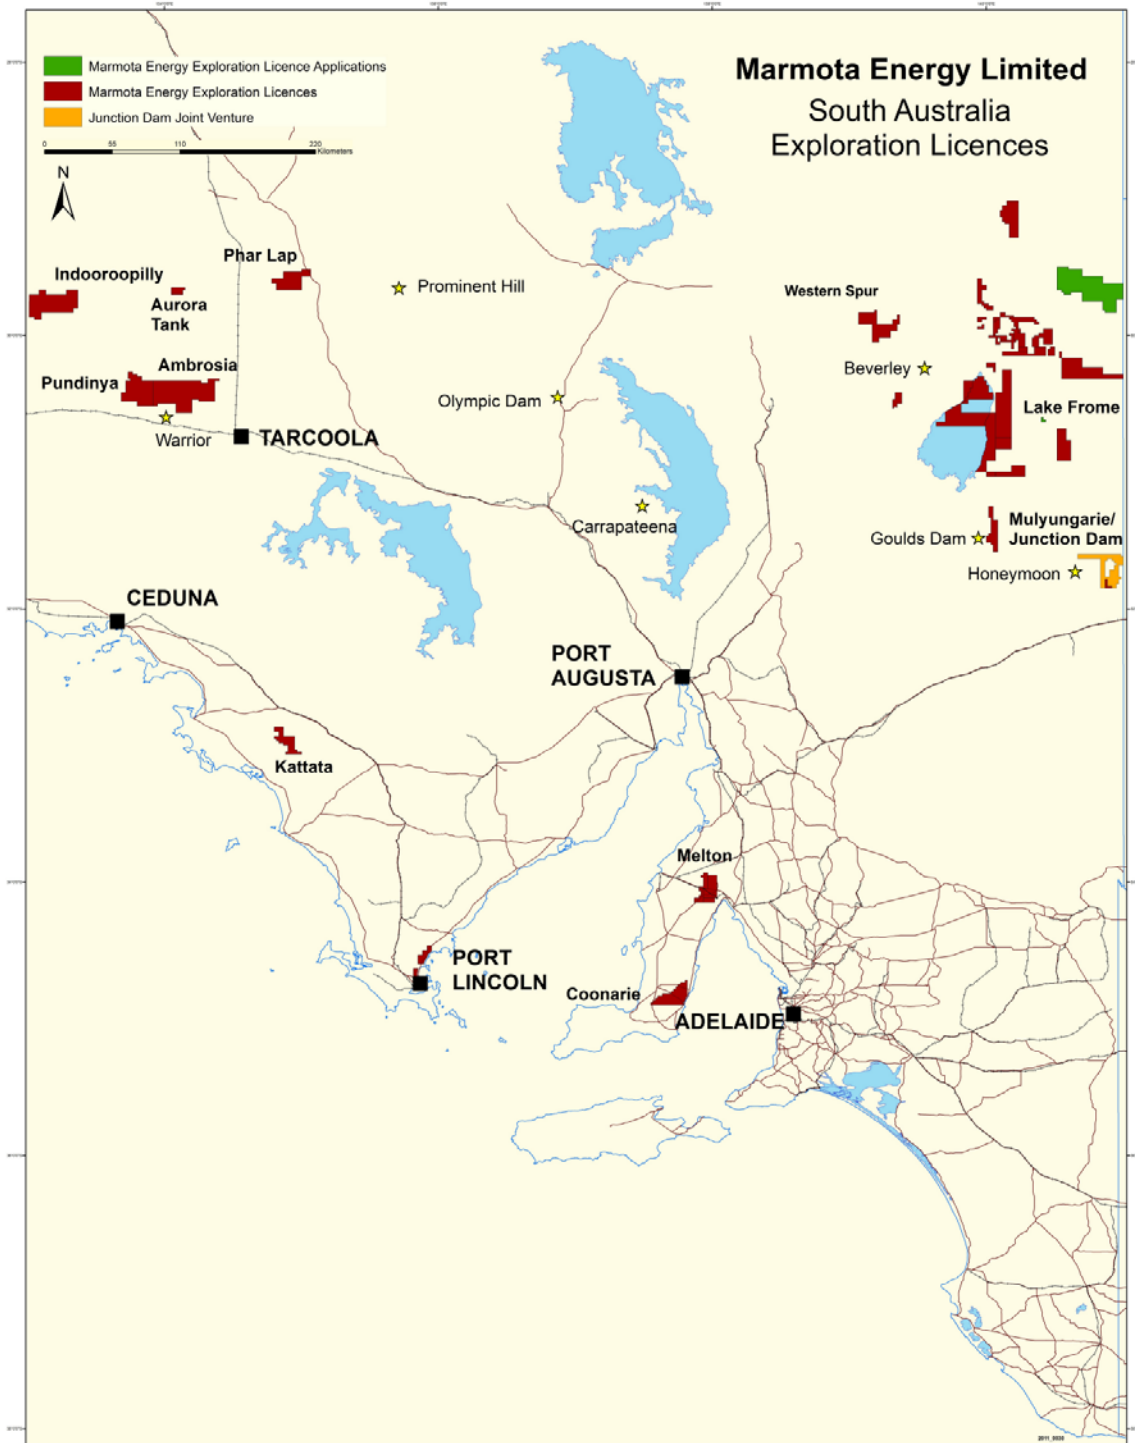 Marmota Energy Exploration Licence Applications
Marmota Energy Exploration Licences
Junction Dam Joint Venture
0 55 110 220
Kilometers
N
Marmota Energy Limited
South Australia
Exploration Licences
Phar Lap
Indooroopilly
Aurora
Tank
Prominent Hill
Western Spur
Ambrosia
Pundinya
Beverley
Olympic Dam
Lake Frome
Warrior
TARCOOLA
Carrapateena
Mulyungarie/
Junction Dam
Goulds Dam
Honeymoon
CEDUNA
PORT
AUGUSTA
Kattata
Melton
PORT
LINCOLN
Coonarie
ADELAIDE